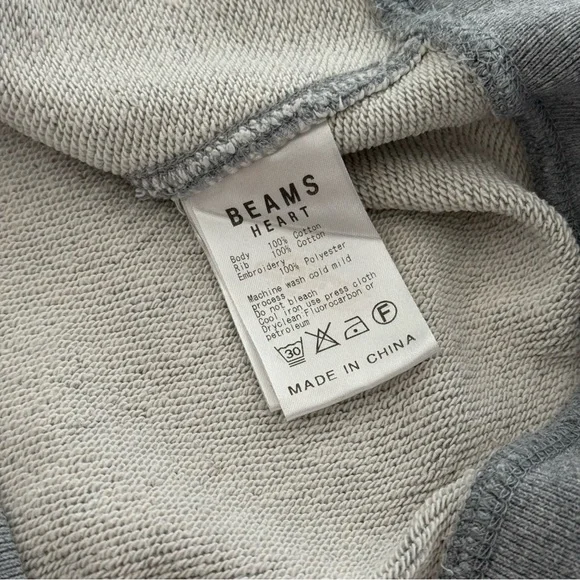 BEAMS
HEART
Body 100% Cotton
Rib 100% Cotton
Embroidery 100% Polyester
Machine wash cold mild
process
Do not bleach
Cool iron use press cloth
Dryclean:Fluorocarbon or
petroleum
30 F
MADE IN CHINA